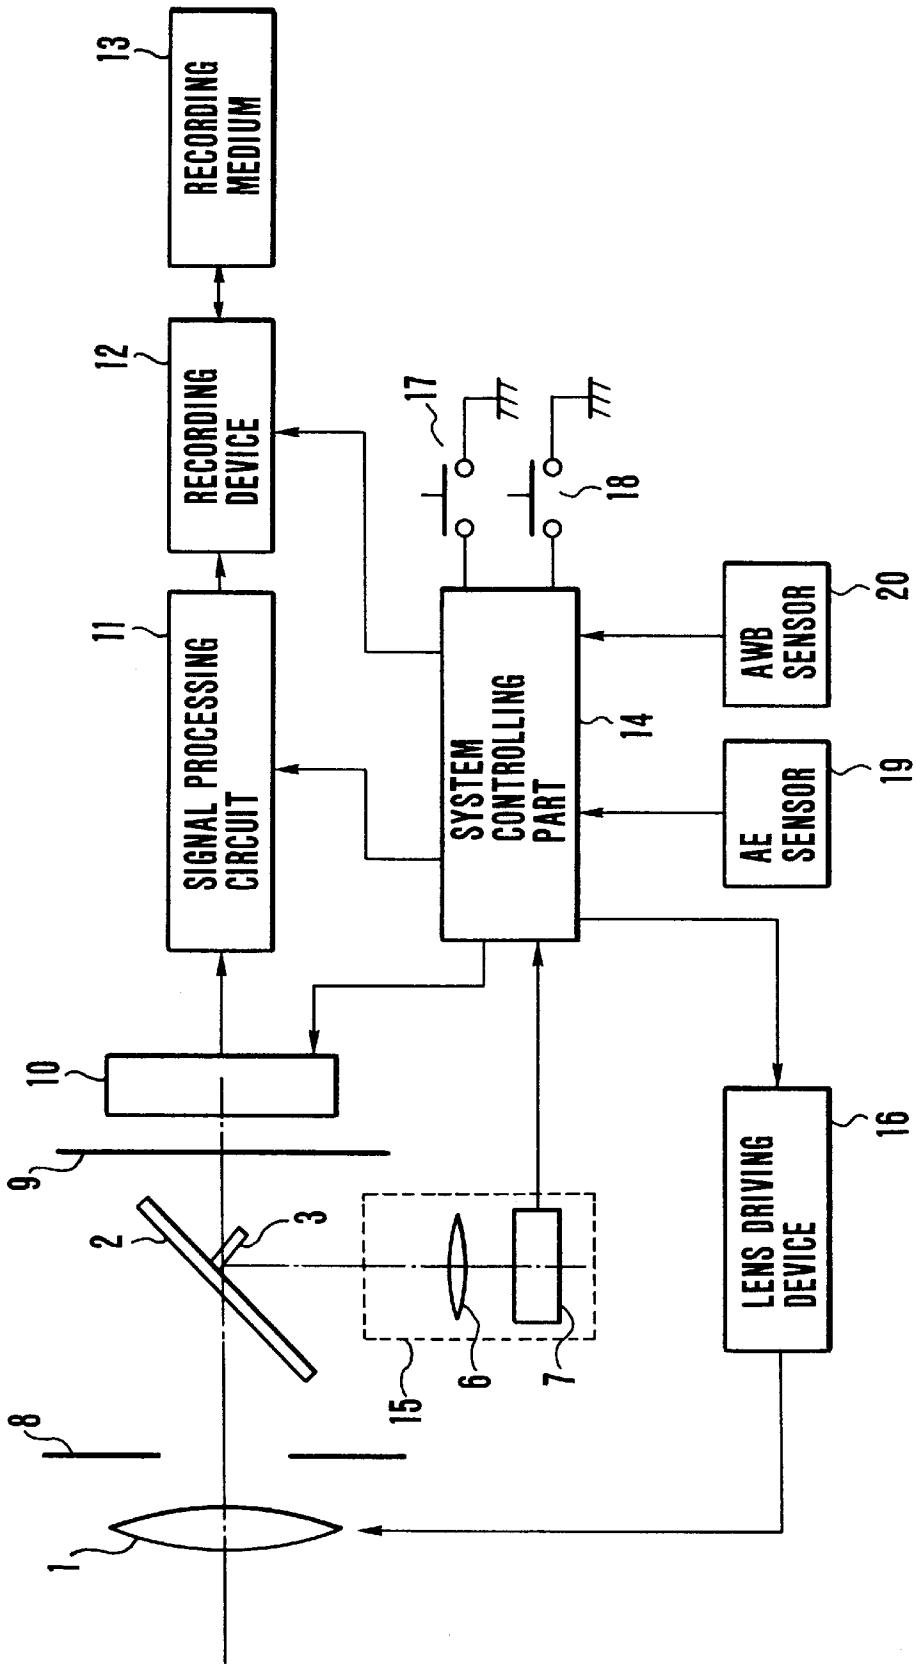 1
8
2
3
9
10
SIGNAL PROCESSING
CIRCUIT
11
RECORDING
DEVICE
12
RECORDING
MEDIUM
13
15
6
7
SYSTEM
CONTROLLING
PART
14
17
18
LENS DRIVING
DEVICE
16
AE
SENSOR
19
AWB
SENSOR
20